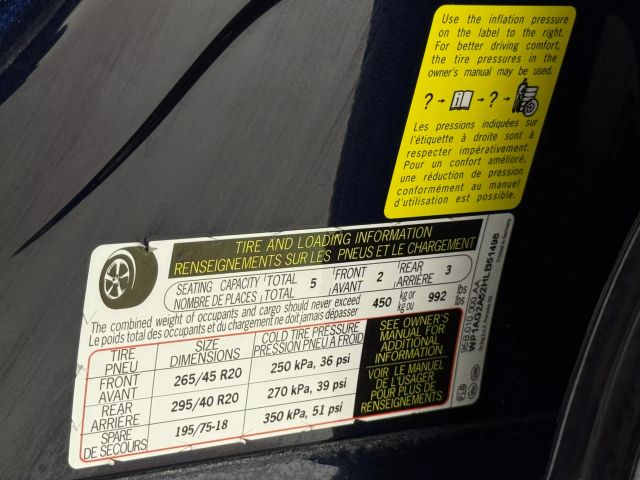 Use the inflation pressure
on the label to the right.
For better driving comfort,
the tire pressures in the
owner's manual may be used.
? → i → ? →
Les pressions indiquées sur
l'étiquette à droite sont à
respecter impérativement.
Pour un confort amélioré,
une réduction de pression
conformément au manuel
d'utilisation est possible.
TIRE AND LOADING INFORMATION
RENSEIGNEMENTS SUR LES PNEUS ET LE CHARGEMENT
SEATING CAPACITY TOTAL 5 FRONT 2 REAR 3
NOMBRE DE PLACES TOTAL AVANT ARRIÈRE
The combined weight of occupants and cargo should never exceed 450 kg or 992 lbs
Le poids total des occupants et du chargement ne doit jamais dépasser kg ou lbs
TIRE SIZE COLD TIRE PRESSURE
PNEU DIMENSIONS PRESSION PNEU A FROID
FRONT
AVANT 265/45 R20 250 kPa, 36 psi
REAR
ARRIÈRE 295/40 R20 270 kPa, 39 psi
SPARE
DE SECOURS 195/75-18 350 kPa, 51 psi
SEE OWNER'S
MANUAL FOR
ADDITIONAL
INFORMATION
VOIR LE MANUEL
DE L'USAGER
POUR PLUS DE
RENSEIGNEMENTS